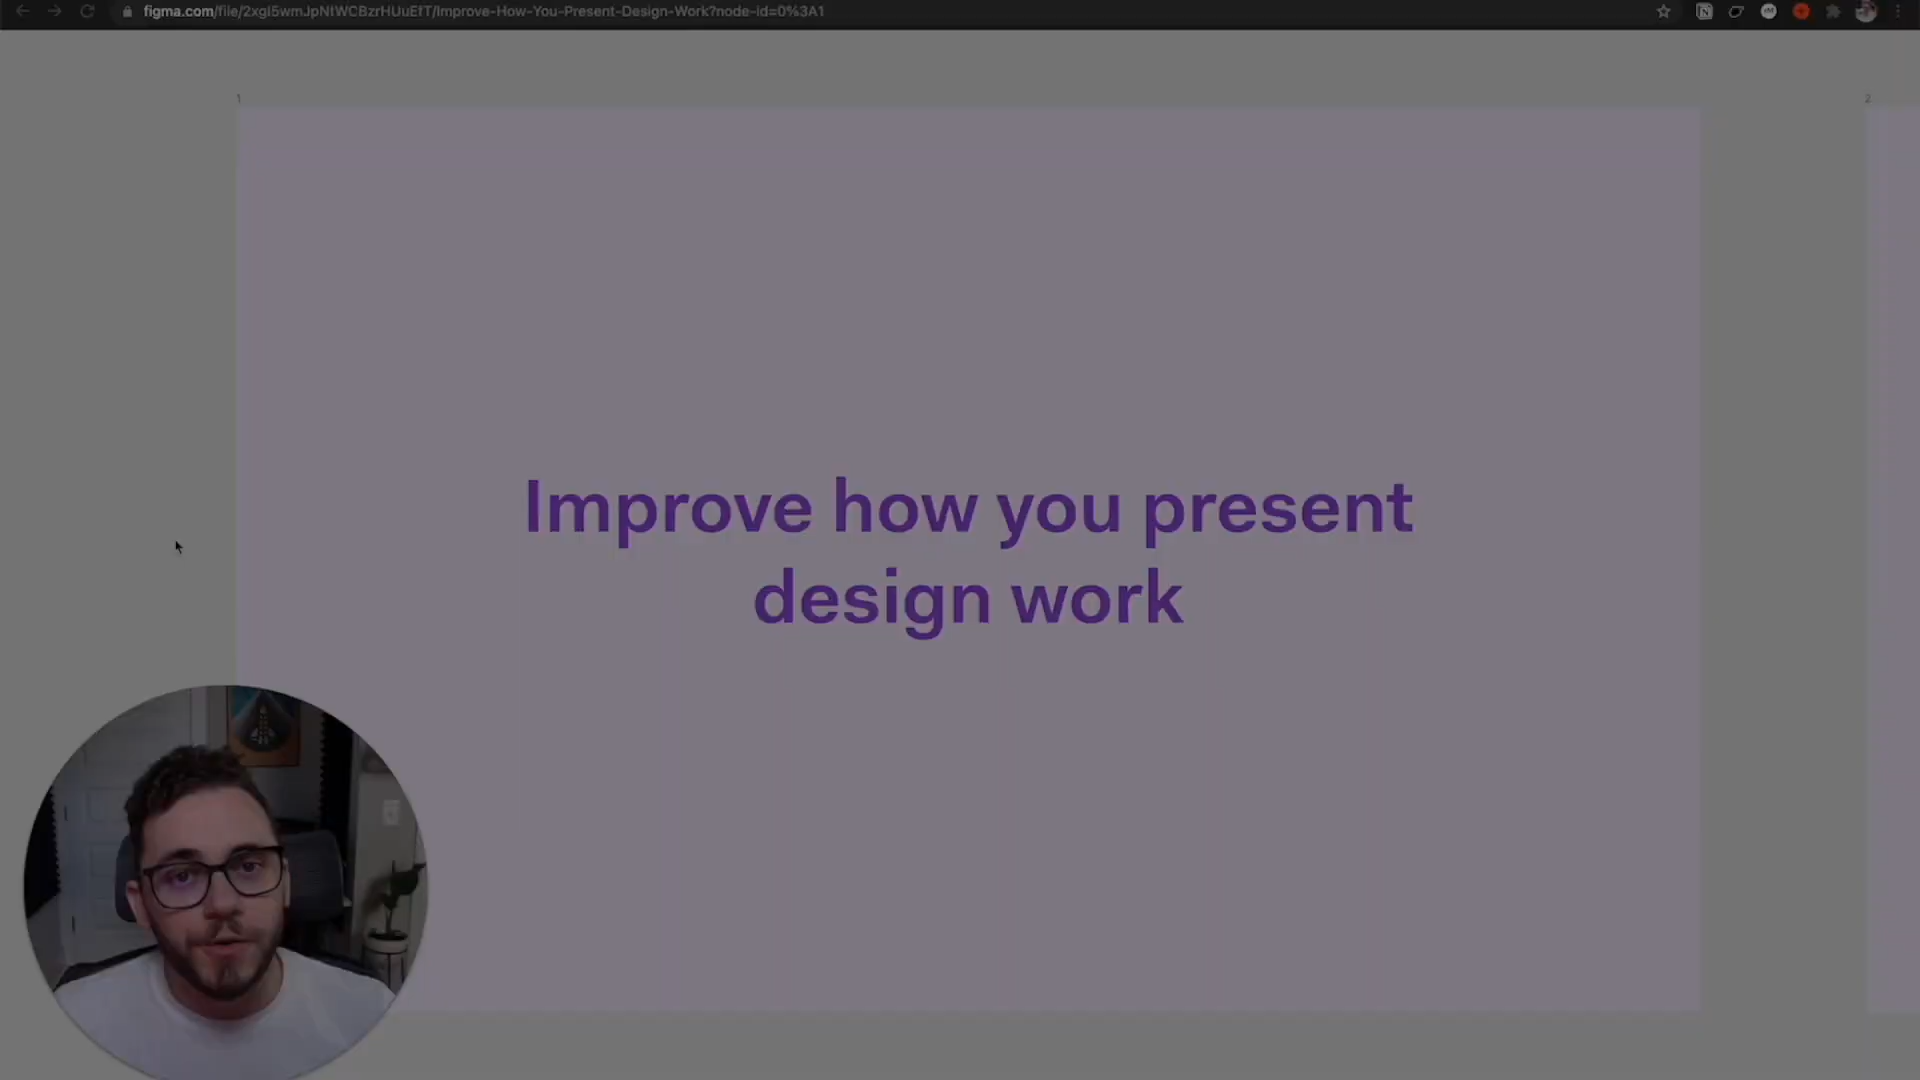 figma.com/file/2xgI5wmJpNtWCBzrHUuEfT/Improve-How-You-Present-Design-Work?node-id=0%3A1
1
2
Improve how you present
design work